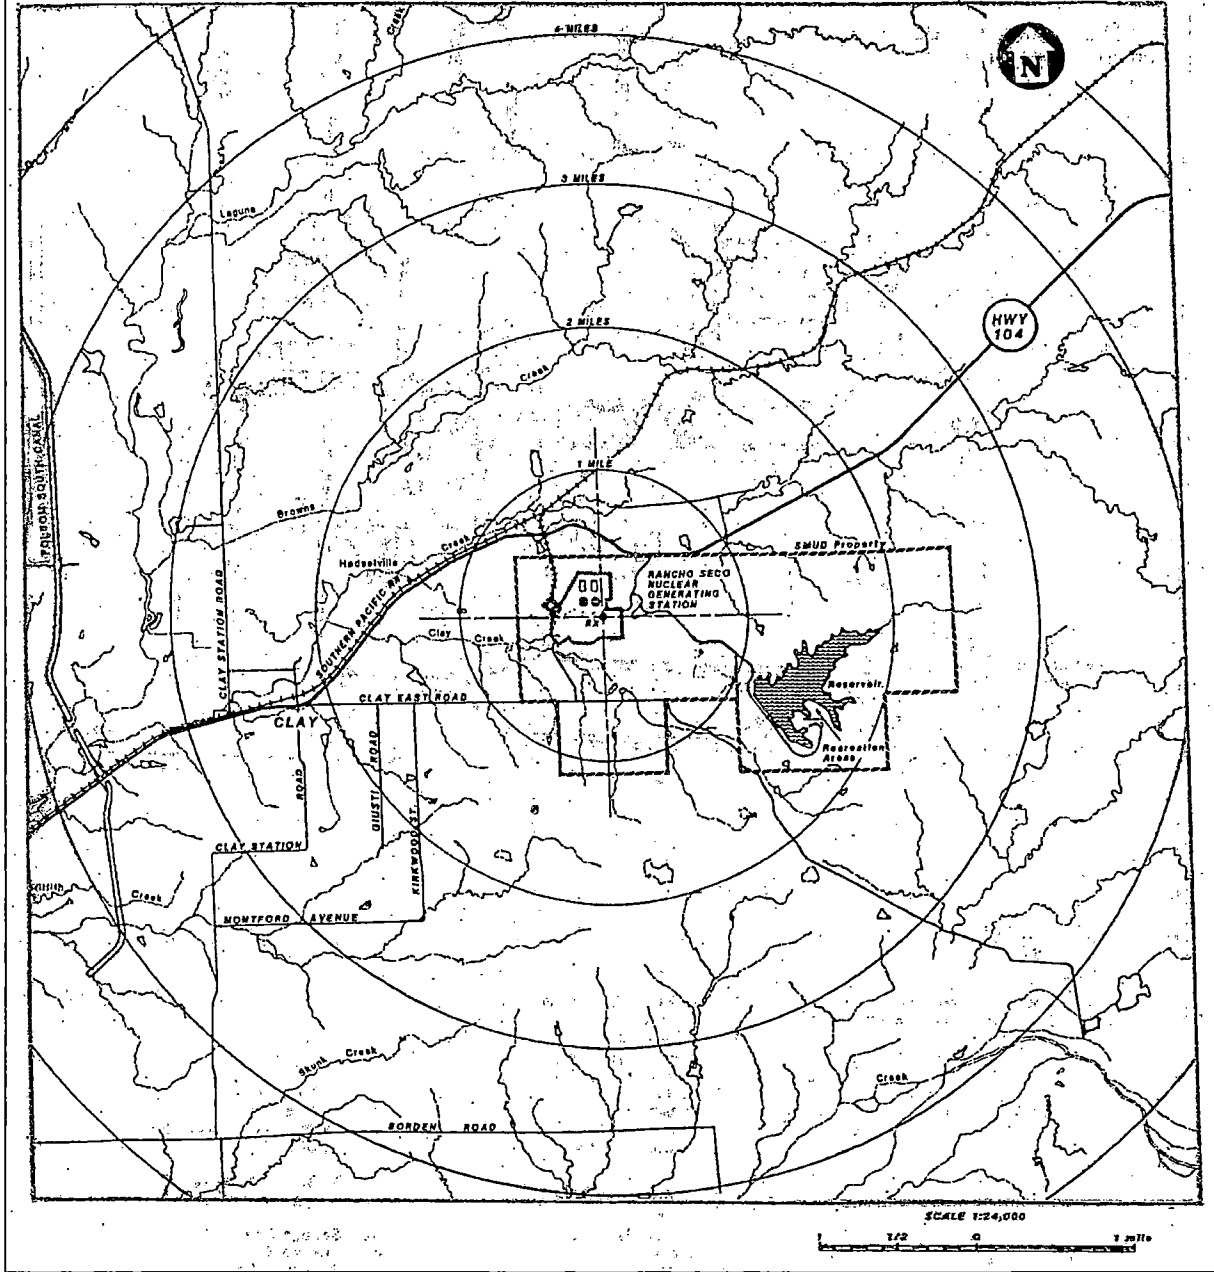 4 MILES
Creek
N
3 MILES
Laguna
HWY
104
2 MILES
Creek
FOLSOM SOUTH CANAL
1 MILE
Browns
Creek
SMUD Property
Hadselville
RANCHO SECO
NUCLEAR
GENERATING
STATION
CLAY STATION ROAD
SOUTHERN PACIFIC RR
RX
Clay Creek
Reservoir
CLAY EAST ROAD
CLAY
Recreation
Areas
ROAD
GIUSTI ROAD
KIRKWOOD ST.
CLAY STATION
Creek
MONTFORD AVENUE
Skunk Creek
Creek
BORDEN ROAD
SCALE 1:24,000
1 1/2 0 1 mile